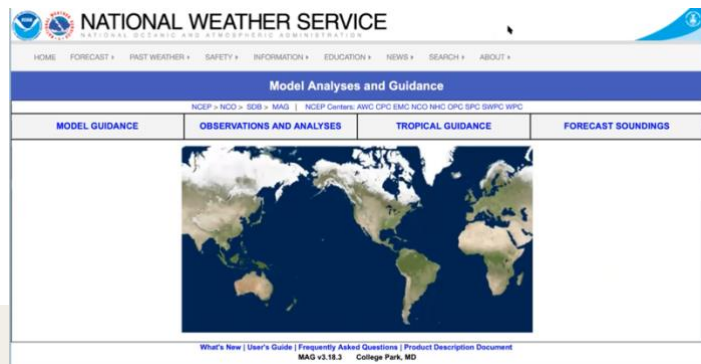 NATIONAL WEATHER SERVICE
NATIONAL OCEANIC AND ATMOSPHERIC ADMINISTRATION
HOME FORECAST PAST WEATHER SAFETY INFORMATION EDUCATION NEWS SEARCH ABOUT
Model Analyses and Guidance
NCEP > NCO > SDB > MAG | NCEP Centers: AWC CPC EMC NCO NHC OPC SPC SWPC WPC
MODEL GUIDANCE OBSERVATIONS AND ANALYSES TROPICAL GUIDANCE FORECAST SOUNDINGS
What's New | User's Guide | Frequently Asked Questions | Product Description Document
MAG v3.18.3 College Park, MD